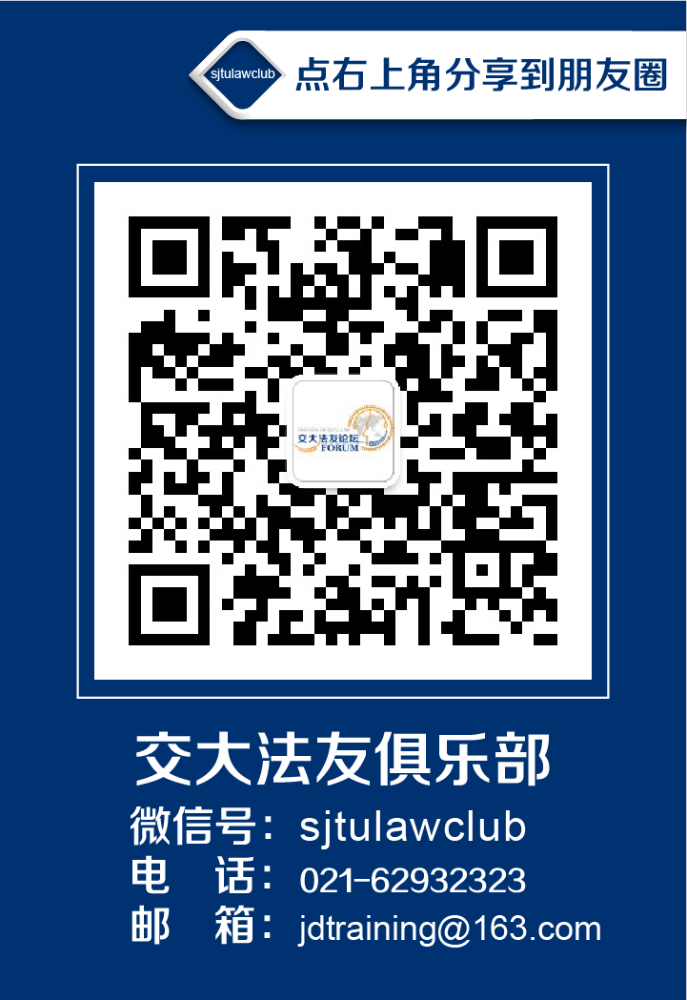 sjtulawclub
点右上角分享到朋友圈
交大法友论坛
FORUM
交大法友俱乐部
微信号：sjtulawclub
电 话：021-62932323
邮 箱：jdtraining@163.com